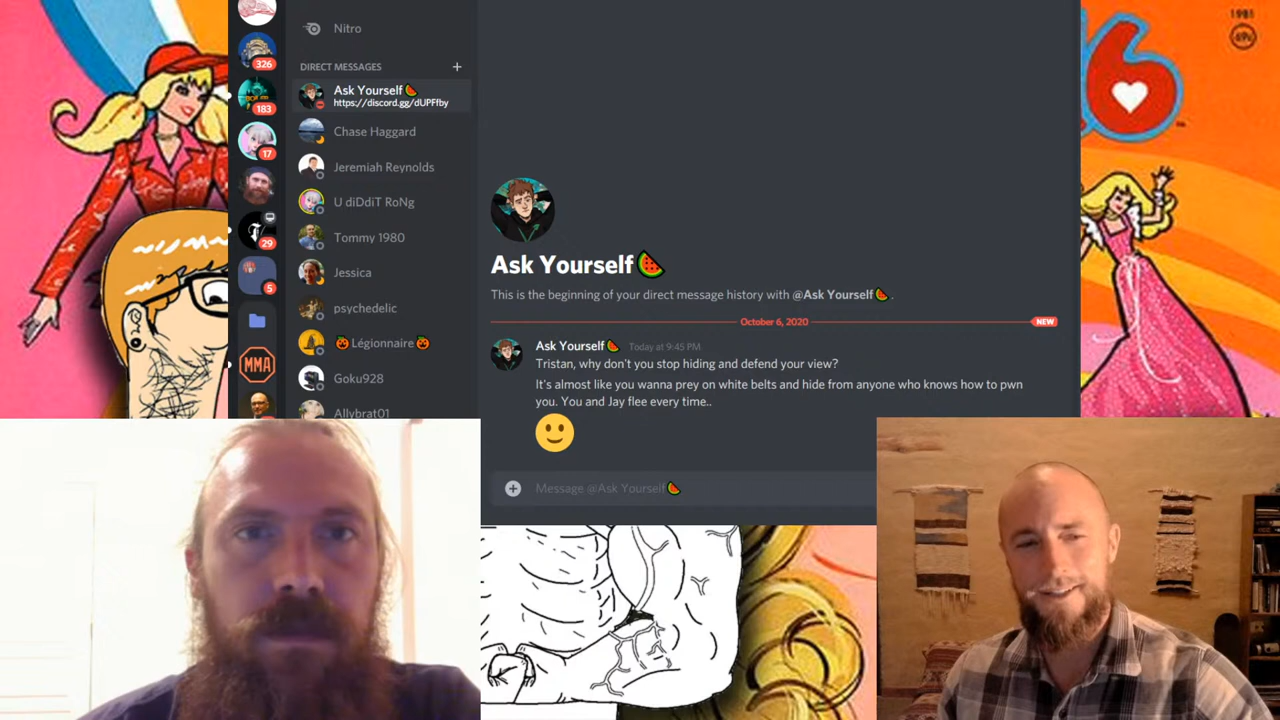 1981
696
6
Nitro
DIRECT MESSAGES +
326
183
17
29
5
MMA
Ask Yourself🍉
https://discord.gg/dUPFfby
Chase Haggard
Jeremiah Reynolds
U diDdiT RoNg
Tommy 1980
Jessica
psychedelic
🎃Légionnaire🎃
Goku928
Allybrat01
Ask Yourself🍉
This is the beginning of your direct message history with @Ask Yourself🍉.
October 6, 2020 NEW
Ask Yourself🍉 Today at 9:45 PM
Tristan, why don't you stop hiding and defend your view?
It's almost like you wanna prey on white belts and hide from anyone who knows how to pwn
you. You and Jay flee every time..
🙂
Message @Ask Yourself🍉